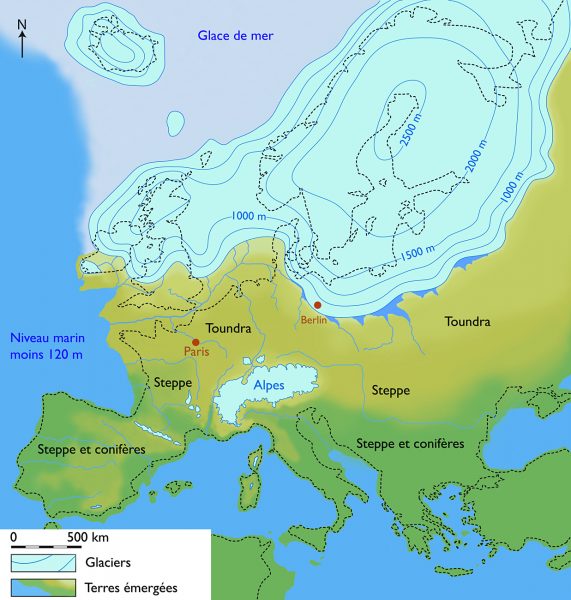 N
Glace de mer
2500 m
2000 m
1000 m
1000 m
1500 m
Berlin
Toundra
Toundra
Niveau marin
moins 120 m
Paris
Steppe
Alpes
Steppe
Steppe et conifères
Steppe et conifères
0 500 km
Glaciers
Terres émergées